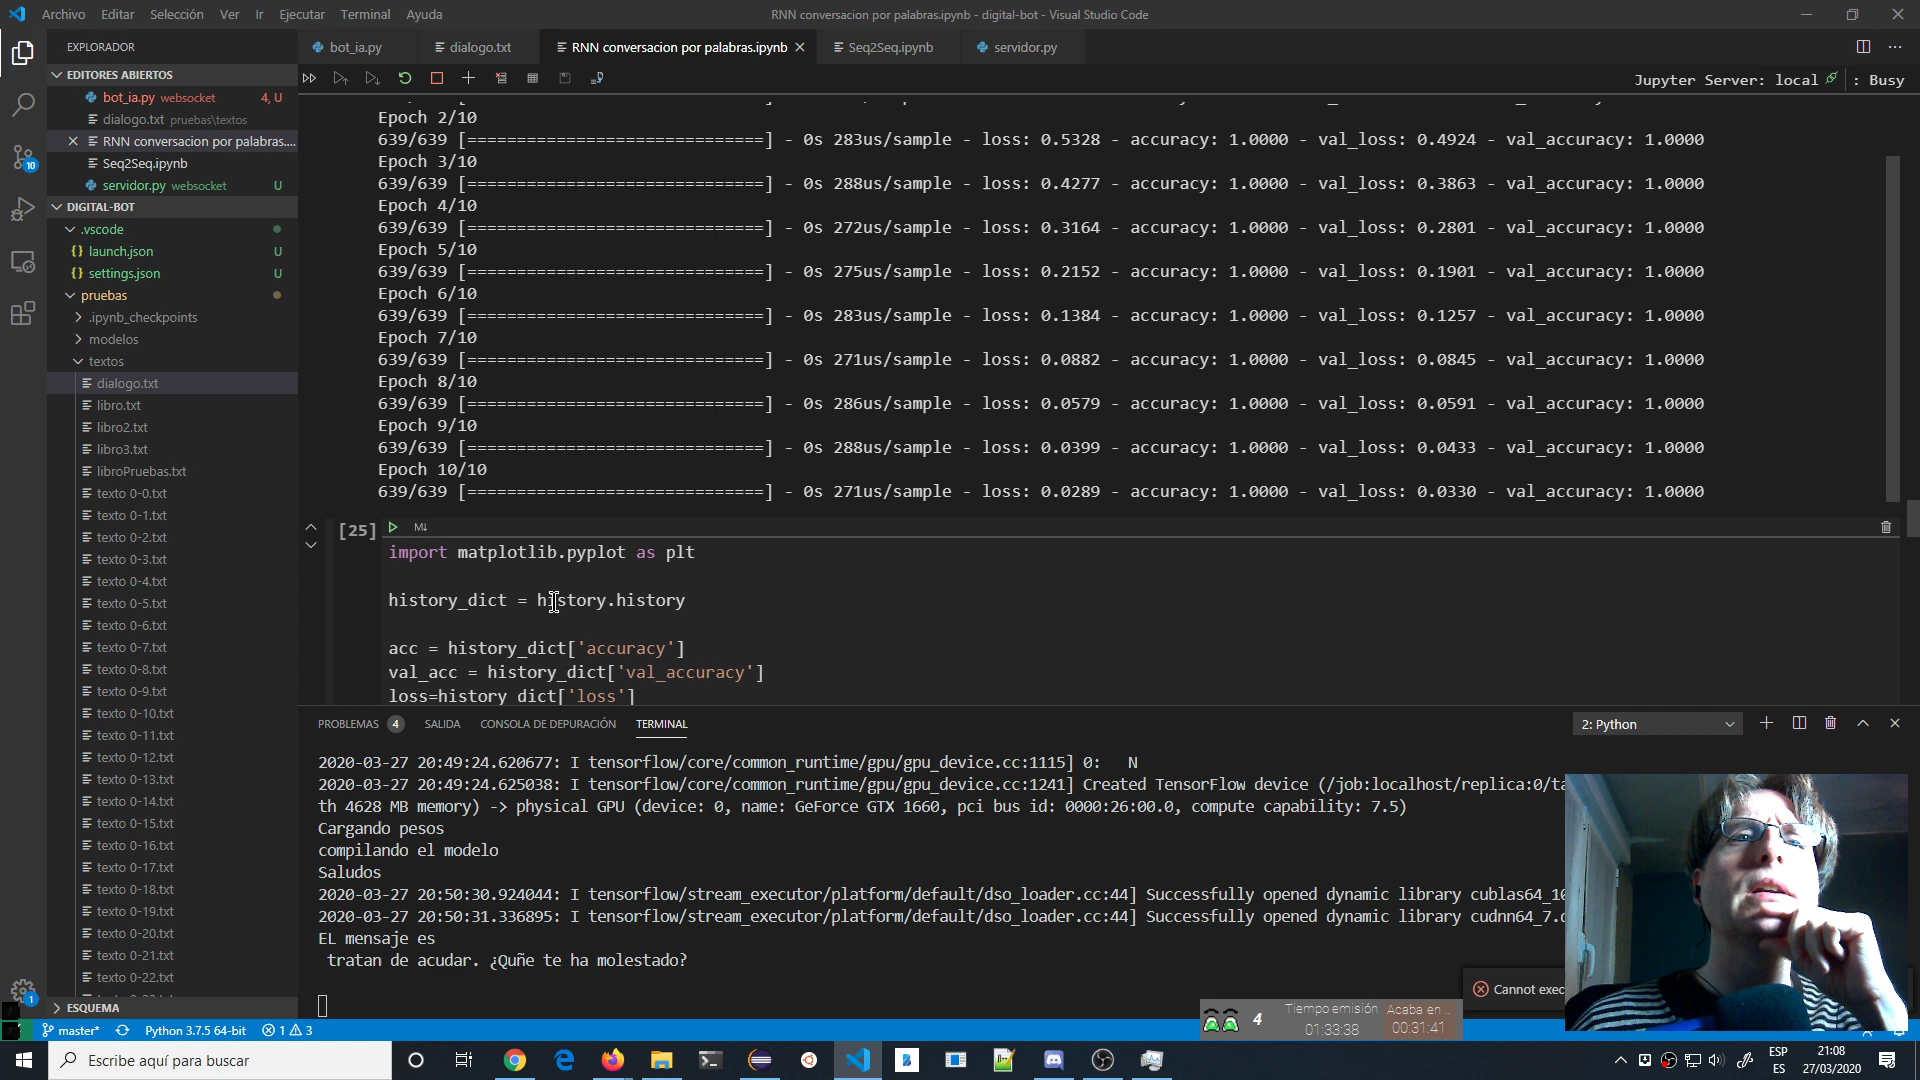 Archivo Editar Selección Ver Ir Ejecutar Terminal Ayuda
RNN conversacion por palabras.ipynb - digital-bot - Visual Studio Code
EXPLORADOR
EDITORES ABIERTOS
bot_ia.py websocket 4, U
dialogo.txt pruebas\textos
RNN conversacion por palabras....
Seq2Seq.ipynb
servidor.py websocket U
DIGITAL-BOT
.vscode
launch.json U
settings.json U
pruebas
.ipynb_checkpoints
modelos
textos
dialogo.txt
libro.txt
libro2.txt
libro3.txt
libroPruebas.txt
texto 0-0.txt
texto 0-1.txt
texto 0-2.txt
texto 0-3.txt
texto 0-4.txt
texto 0-5.txt
texto 0-6.txt
texto 0-7.txt
texto 0-8.txt
texto 0-9.txt
texto 0-10.txt
texto 0-11.txt
texto 0-12.txt
texto 0-13.txt
texto 0-14.txt
texto 0-15.txt
texto 0-16.txt
texto 0-17.txt
texto 0-18.txt
texto 0-19.txt
texto 0-20.txt
texto 0-21.txt
texto 0-22.txt
ESQUEMA
10
1
bot_ia.py dialogo.txt RNN conversacion por palabras.ipynb Seq2Seq.ipynb servidor.py
Jupyter Server: local : Busy
Epoch 2/10
639/639 [==============================] - 0s 283us/sample - loss: 0.5328 - accuracy: 1.0000 - val_loss: 0.4924 - val_accuracy: 1.0000
Epoch 3/10
639/639 [==============================] - 0s 288us/sample - loss: 0.4277 - accuracy: 1.0000 - val_loss: 0.3863 - val_accuracy: 1.0000
Epoch 4/10
639/639 [==============================] - 0s 272us/sample - loss: 0.3164 - accuracy: 1.0000 - val_loss: 0.2801 - val_accuracy: 1.0000
Epoch 5/10
639/639 [==============================] - 0s 275us/sample - loss: 0.2152 - accuracy: 1.0000 - val_loss: 0.1901 - val_accuracy: 1.0000
Epoch 6/10
639/639 [==============================] - 0s 283us/sample - loss: 0.1384 - accuracy: 1.0000 - val_loss: 0.1257 - val_accuracy: 1.0000
Epoch 7/10
639/639 [==============================] - 0s 271us/sample - loss: 0.0882 - accuracy: 1.0000 - val_loss: 0.0845 - val_accuracy: 1.0000
Epoch 8/10
639/639 [==============================] - 0s 286us/sample - loss: 0.0579 - accuracy: 1.0000 - val_loss: 0.0591 - val_accuracy: 1.0000
Epoch 9/10
639/639 [==============================] - 0s 288us/sample - loss: 0.0399 - accuracy: 1.0000 - val_loss: 0.0433 - val_accuracy: 1.0000
Epoch 10/10
639/639 [==============================] - 0s 271us/sample - loss: 0.0289 - accuracy: 1.0000 - val_loss: 0.0330 - val_accuracy: 1.0000
[25] M↓
import matplotlib.pyplot as plt
history_dict = history.history
acc = history_dict['accuracy']
val_acc = history_dict['val_accuracy']
loss=history_dict['loss']
PROBLEMAS 4 SALIDA CONSOLA DE DEPURACIÓN TERMINAL
2: Python
2020-03-27 20:49:24.620677: I tensorflow/core/common_runtime/gpu/gpu_device.cc:1115] 0: N
2020-03-27 20:49:24.625038: I tensorflow/core/common_runtime/gpu/gpu_device.cc:1241] Created TensorFlow device (/job:localhost/replica:0/ta
th 4628 MB memory) -> physical GPU (device: 0, name: GeForce GTX 1660, pci bus id: 0000:26:00.0, compute capability: 7.5)
Cargando pesos
compilando el modelo
Saludos
2020-03-27 20:50:30.924044: I tensorflow/stream_executor/platform/default/dso_loader.cc:44] Successfully opened dynamic library cublas64_10
2020-03-27 20:50:31.336895: I tensorflow/stream_executor/platform/default/dso_loader.cc:44] Successfully opened dynamic library cudnn64_7.d
EL mensaje es
tratan de acudar. ¿Quñe te ha molestado?
Cannot exec
4 Tiempo emisión Acaba en ..
01:33:38 00:31:41
master* Python 3.7.5 64-bit 1 3
Escribe aquí para buscar
ESP
ES
21:08
27/03/2020